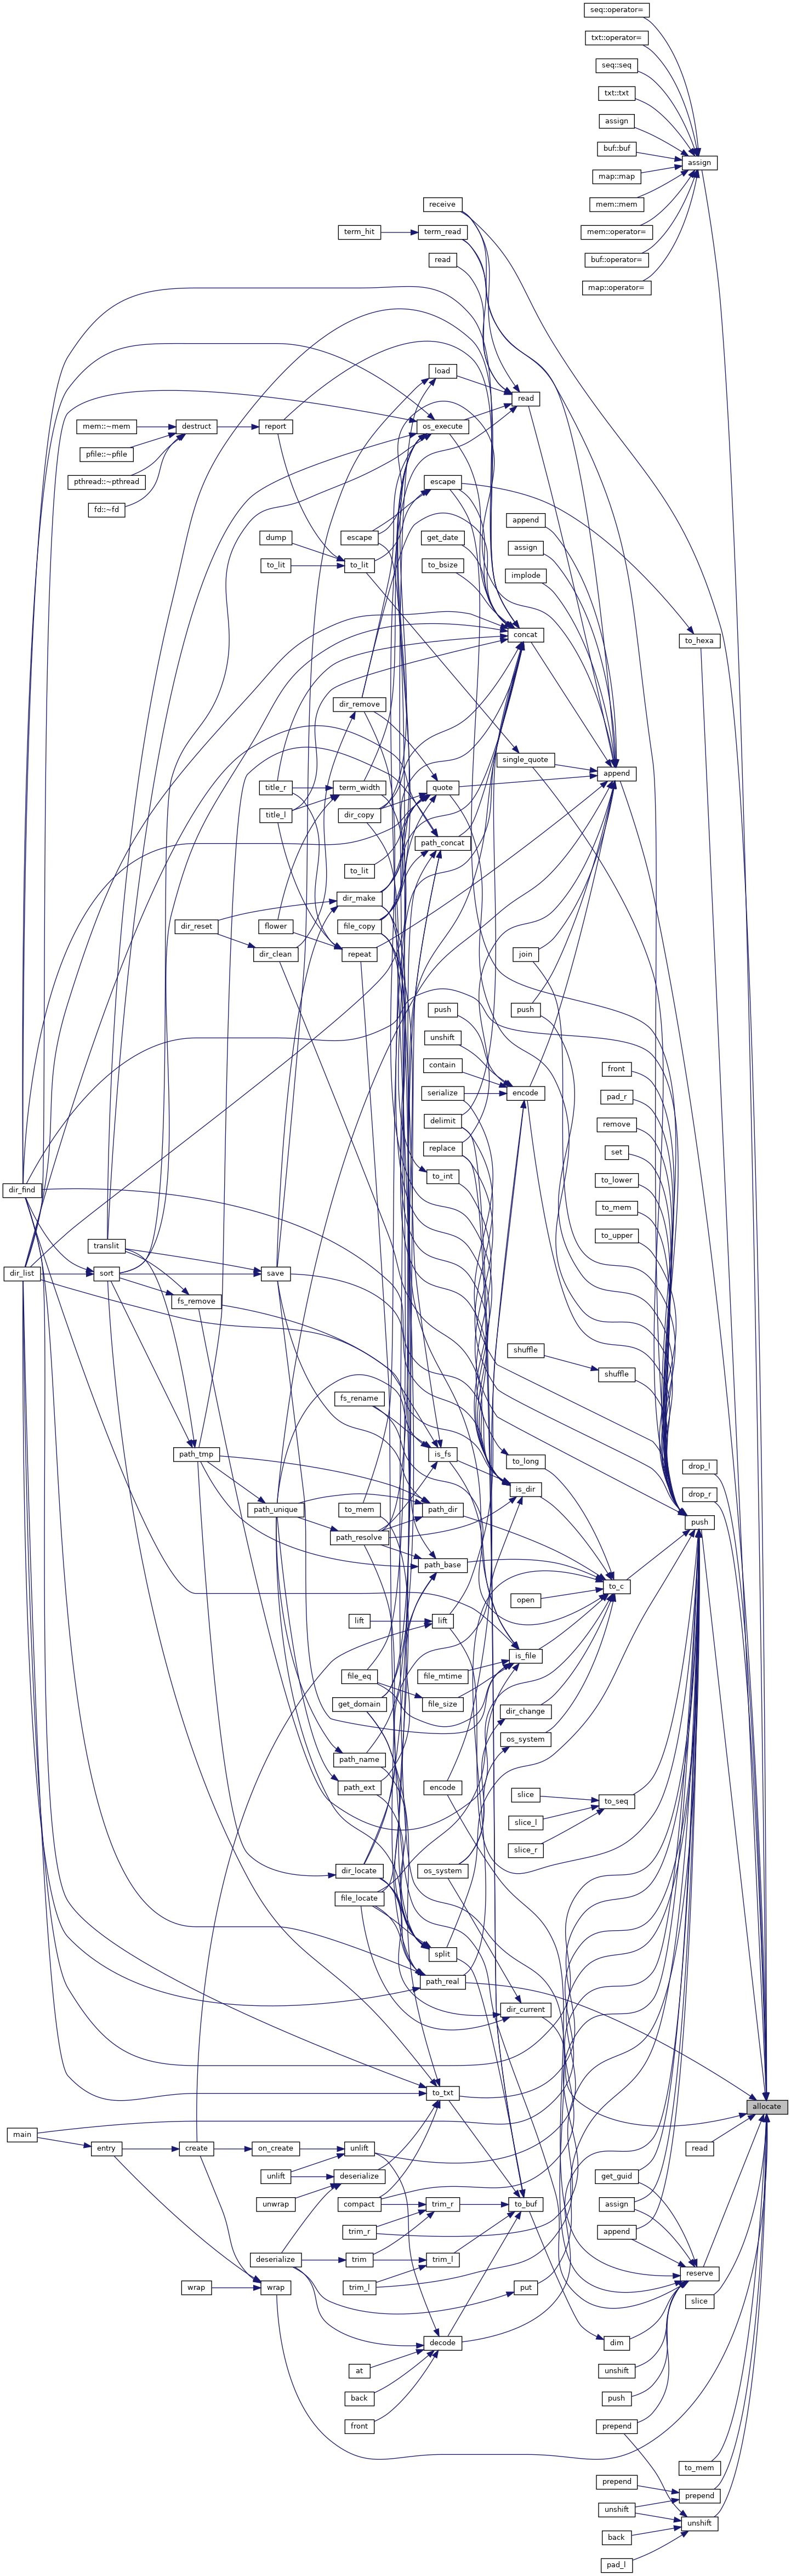 seq::operator=
txt::operator=
seq::seq
txt::txt
assign
buf::buf
assign
map::map
mem::mem
receive
mem::operator=
term_hit
term_read
read
buf::operator=
map::operator=
load
read
mem::~mem
destruct
report
os_execute
pfile::~pfile
pthread::~pthread
escape
fd::~fd
append
dump
escape
get_date
assign
to_lit
to_lit
to_bsize
implode
concat
to_hexa
dir_remove
single_quote
append
title_r
term_width
quote
title_l
dir_copy
path_concat
to_lit
dir_make
dir_reset
flower
file_copy
dir_clean
repeat
join
push
push
unshift
contain
front
serialize
encode
pad_r
delimit
remove
replace
set
to_int
to_lower
dir_find
to_mem
to_upper
translit
dir_list
sort
save
fs_remove
shuffle
shuffle
fs_rename
path_tmp
is_fs
to_long
drop_l
is_dir
drop_r
path_unique
to_mem
path_dir
push
path_resolve
path_base
to_c
open
lift
lift
is_file
file_eq
file_mtime
get_domain
file_size
dir_change
os_system
path_name
path_ext
encode
slice
to_seq
slice_l
slice_r
dir_locate
os_system
file_locate
split
path_real
dir_current
to_txt
allocate
main
entry
create
on_create
unlift
read
unlift
deserialize
get_guid
unwrap
compact
trim_r
to_buf
assign
trim_r
append
deserialize
trim
trim_l
reserve
wrap
wrap
trim_l
put
slice
decode
dim
at
unshift
back
push
front
prepend
to_mem
prepend
prepend
unshift
unshift
back
pad_l